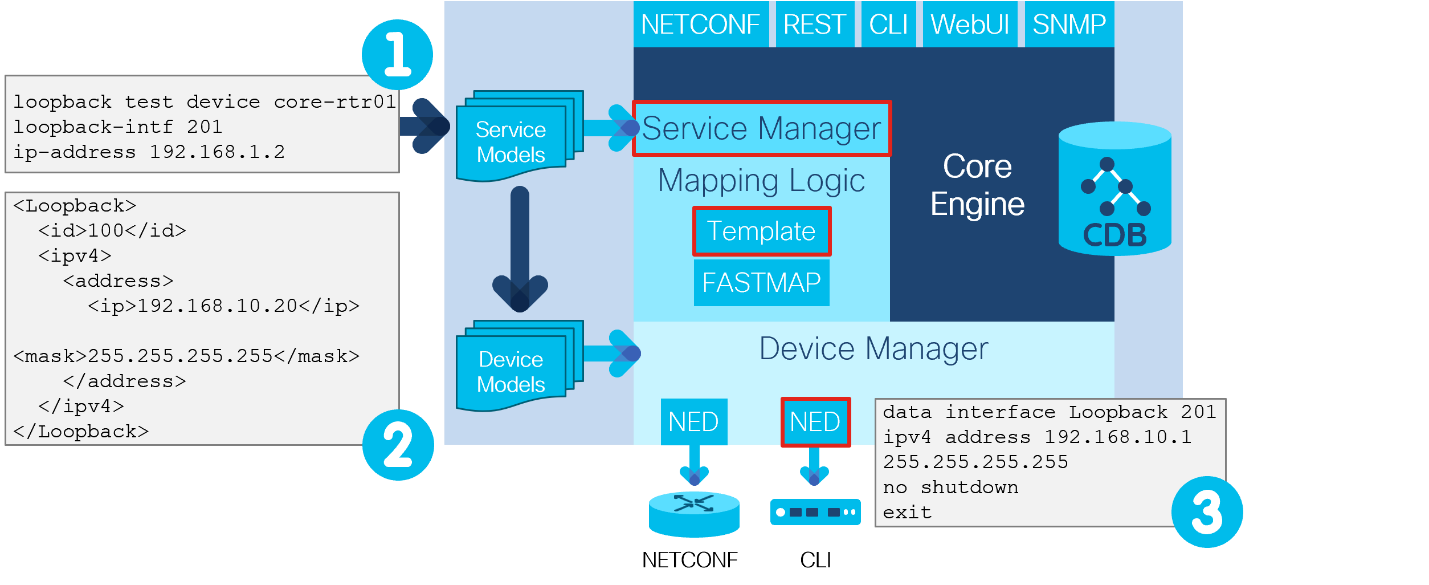 NETCONF REST CLI WebUI SNMP
1
loopback test device core-rtr01
loopback-intf 201
ip-address 192.168.1.2
Service
Models
Service Manager
Mapping Logic
Template
FASTMAP
Core
Engine
CDB
<Loopback>
<id>100</id>
<ipv4>
<address>
<ip>192.168.10.20</ip>
<mask>255.255.255.255</mask>
</address>
</ipv4>
</Loopback>
2
Device
Models
Device Manager
NED
NED
data interface Loopback 201
ipv4 address 192.168.10.1
255.255.255.255
no shutdown
exit
3
NETCONF
CLI